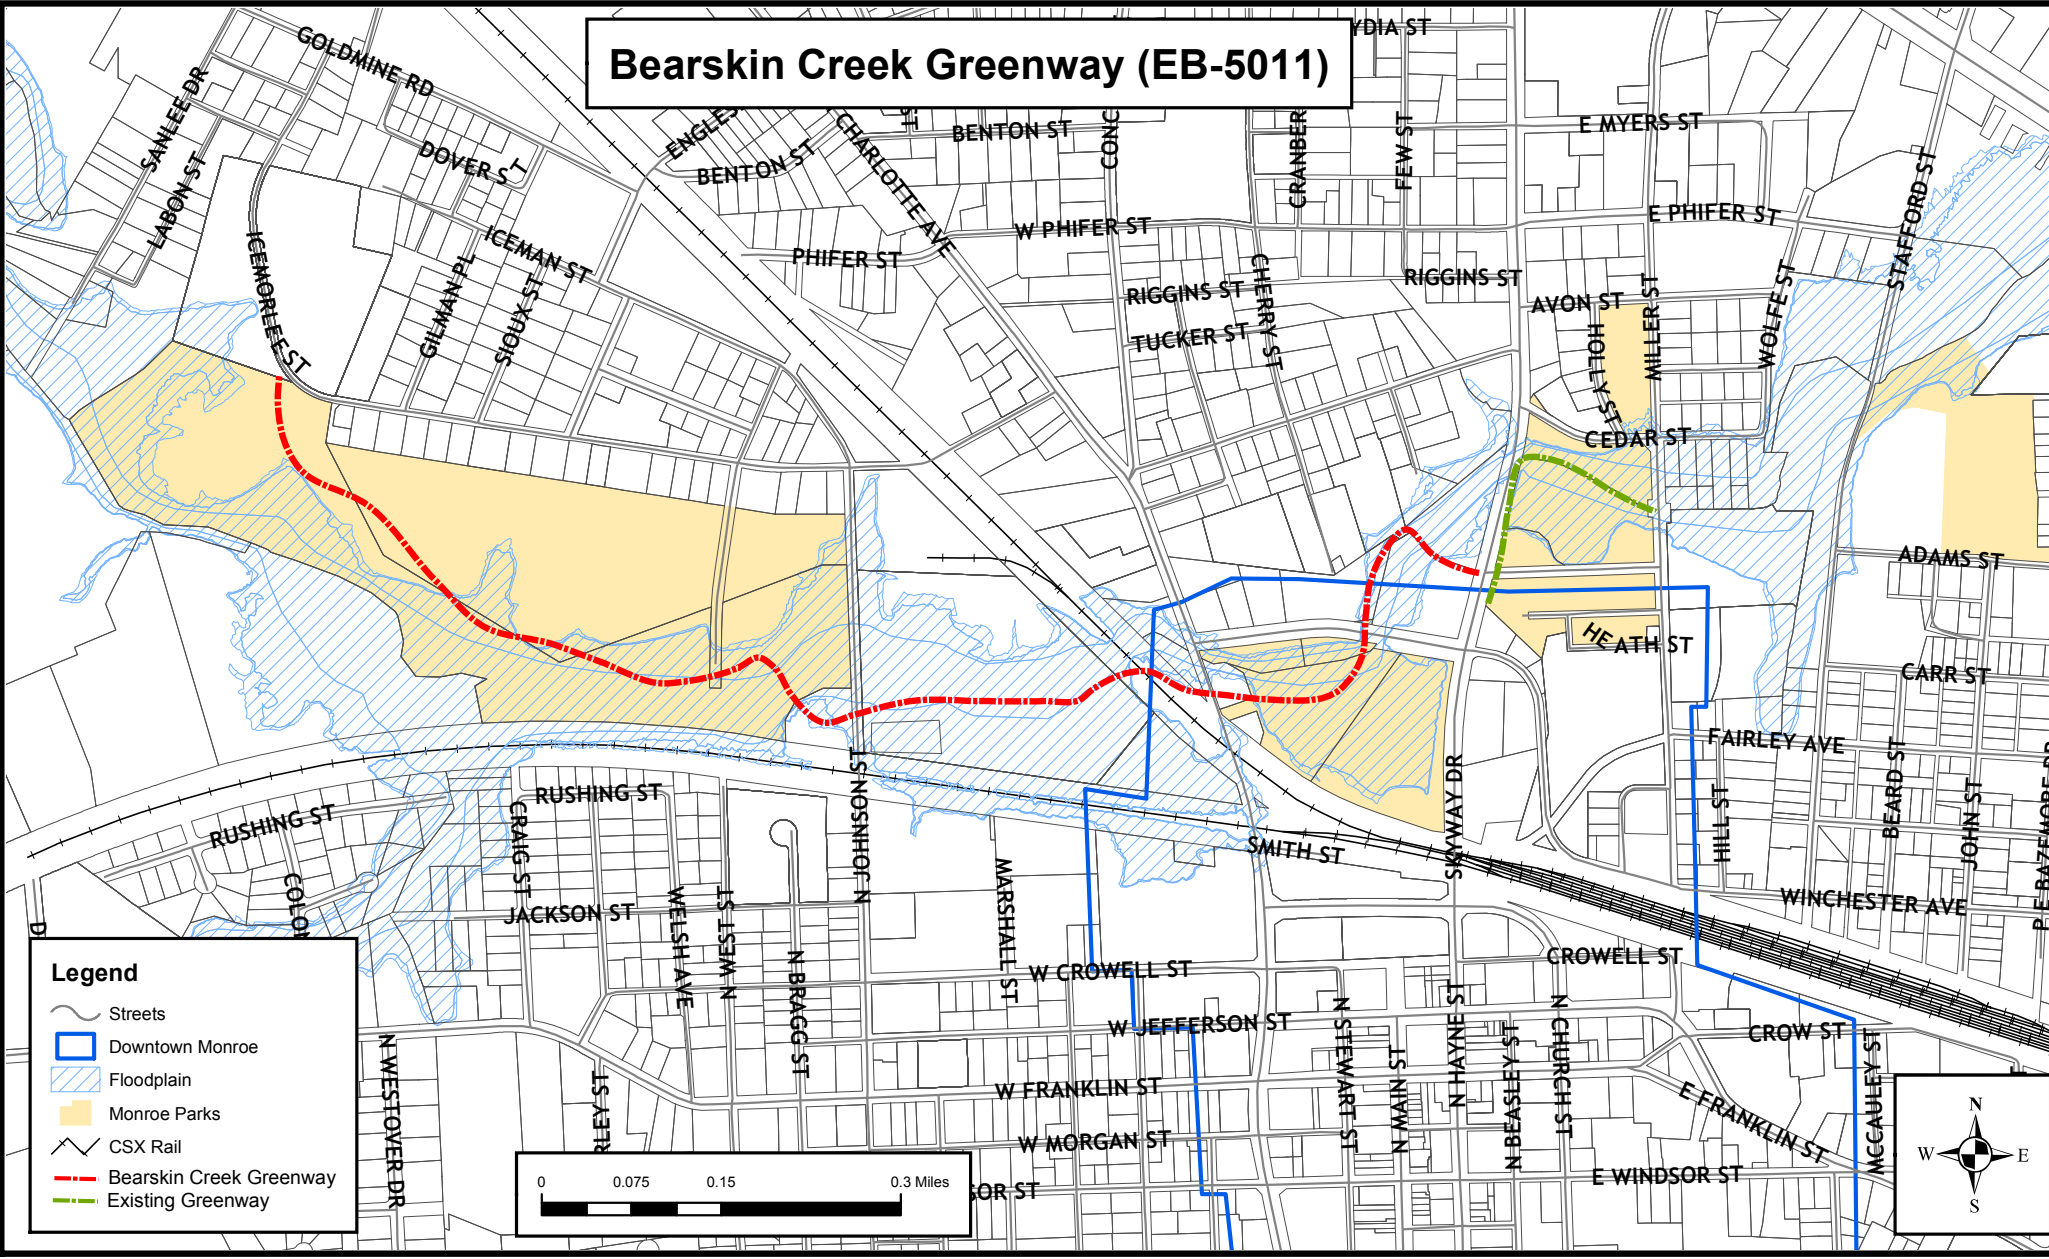 Bearskin Creek Greenway (EB-5011)
GOLDMINE RD
SANLEE DR
LABON ST
DOVER ST
ICEMAN ST
ICEMORLEE ST
GILMAN PL
SIOUX ST
BENTON ST
BENTON ST
CHARLOTTE AVE
PHIFER ST
W PHIFER ST
FEW ST
E MYERS ST
E PHIFER ST
STAFFORD ST
RIGGINS ST
RIGGINS ST
TUCKER ST
CHERRY ST
AVON ST
HOLLY ST
MILLER ST
WOLFE ST
CEDAR ST
ADAMS ST
HEATH ST
CARR ST
FAIRLEY AVE
HILL ST
BEARD ST
JOHN ST
WINCHESTER AVE
SKYWAY DR
SMITH ST
RUSHING ST
RUSHING ST
CRAIG ST
JACKSON ST
WELSH AVE
N WEST ST
N BRAGG ST
N JOHNSON ST
MARSHALL ST
W CROWELL ST
CROWELL ST
W JEFFERSON ST
W FRANKLIN ST
W MORGAN ST
N STEWART ST
N MAIN ST
N HAYNE ST
N BEASLEY ST
N CHURCH ST
CROW ST
MCCAULEY ST
E FRANKLIN ST
E WINDSOR ST
N WESTOVER DR
Legend
Streets
Downtown Monroe
Floodplain
Monroe Parks
CSX Rail
Bearskin Creek Greenway
Existing Greenway
0 0.075 0.15 0.3 Miles
N
W E
S